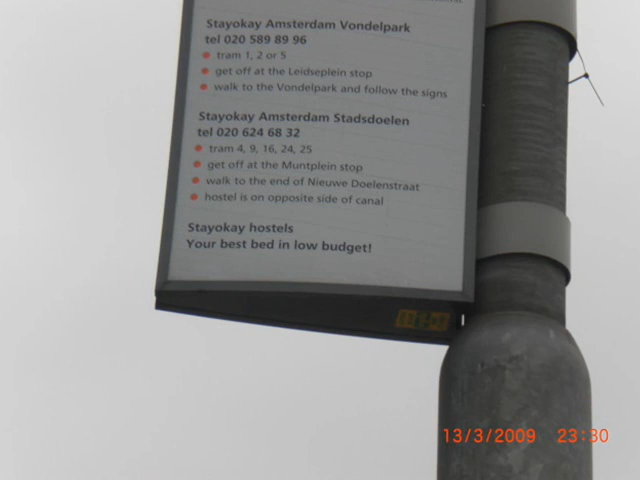 Stayokay Amsterdam Vondelpark
tel 020 589 89 96
tram 1, 2 or 5
get off at the Leidseplein stop
walk to the Vondelpark and follow the signs
Stayokay Amsterdam Stadsdoelen
tel 020 624 68 32
tram 4, 9, 16, 24, 25
get off at the Muntplein stop
walk to the end of Nieuwe Doelenstraat
hostel is on opposite side of canal
Stayokay hostels
Your best bed in low budget!
13/3/2009 23:30